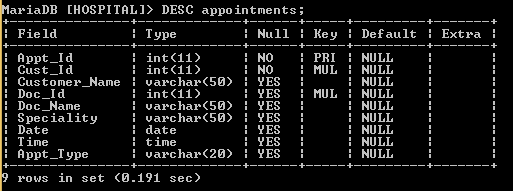 MariaDB [HOSPITAL]> DESC appointments;
| Field | Type | Null | Key | Default | Extra |
| Appt_Id | int(11) | NO | PRI | NULL | |
| Cust_Id | int(11) | NO | MUL | NULL | |
| Customer_Name | varchar(50) | YES | | NULL | |
| Doc_Id | int(11) | YES | MUL | NULL | |
| Doc_Name | varchar(50) | YES | | NULL | |
| Speciality | varchar(50) | YES | | NULL | |
| Date | date | YES | | NULL | |
| Time | time | YES | | NULL | |
| Appt_Type | varchar(20) | YES | | NULL | |
9 rows in set (0.191 sec)